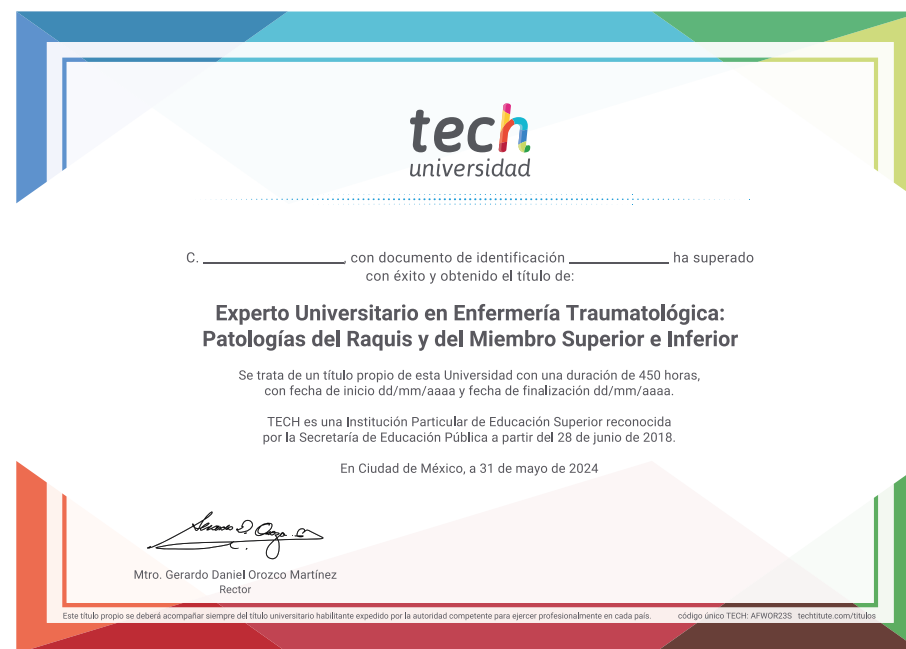 tech
universidad
C. ____________________, con documento de identificación ______________ ha superado
con éxito y obtenido el título de:
Experto Universitario en Enfermería Traumatológica:
Patologías del Raquis y del Miembro Superior e Inferior
Se trata de un título propio de esta Universidad con una duración de 450 horas,
con fecha de inicio dd/mm/aaaa y fecha de finalización dd/mm/aaaa.
TECH es una Institución Particular de Educación Superior reconocida
por la Secretaría de Educación Pública a partir del 28 de junio de 2018.
En Ciudad de México, a 31 de mayo de 2024
Mtro. Gerardo Daniel Orozco Martínez
Rector
Este título propio se deberá acompañar siempre del título universitario habilitante expedido por la autoridad competente para ejercer profesionalmente en cada país. código único TECH: AFWOR23S techtitute.com/titulos